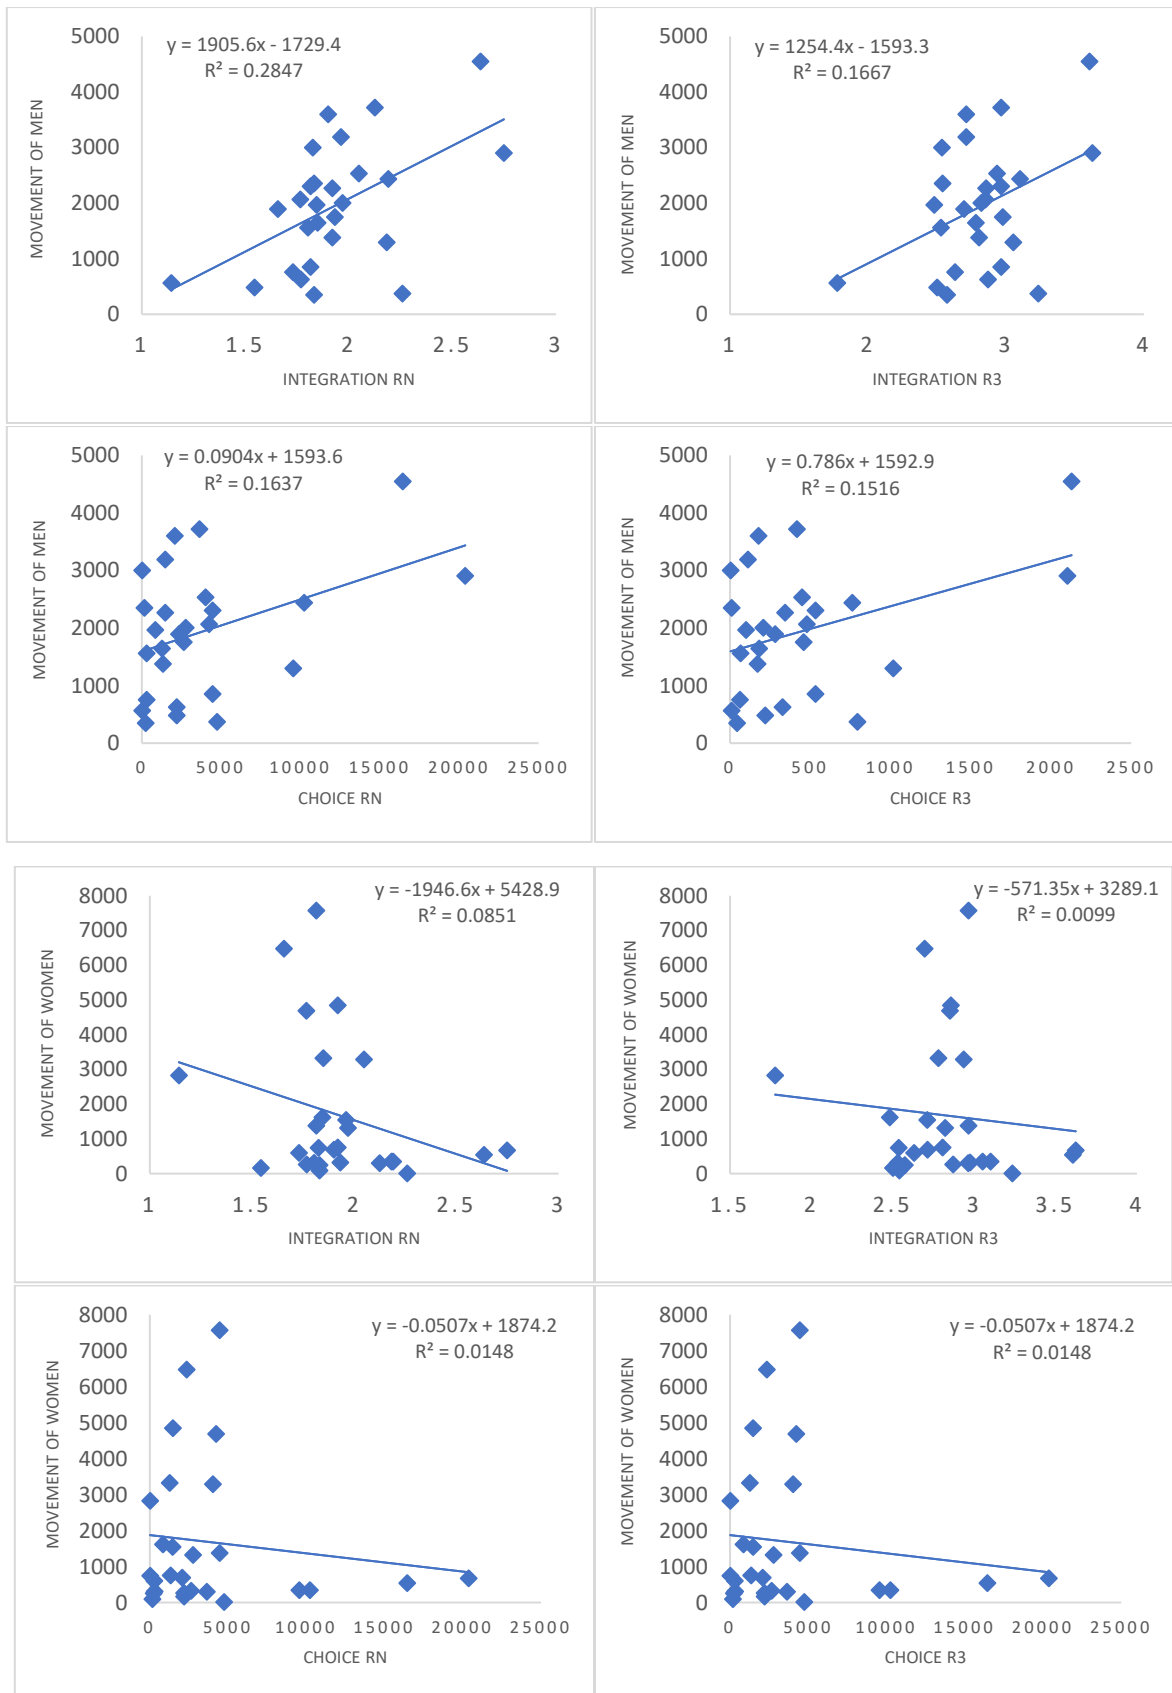 y = 1905.6x - 1729.4
R² = 0.2847
MOVEMENT OF MEN
5000
4000
3000
2000
1000
0
1 1.5 2 2.5 3
INTEGRATION RN
y = 1254.4x - 1593.3
R² = 0.1667
MOVEMENT OF MEN
5000
4000
3000
2000
1000
0
1 2 3 4
INTEGRATION R3
y = 0.0904x + 1593.6
R² = 0.1637
MOVEMENT OF MEN
5000
4000
3000
2000
1000
0
0 5000 10000 15000 20000 25000
CHOICE RN
y = 0.786x + 1592.9
R² = 0.1516
MOVEMENT OF MEN
5000
4000
3000
2000
1000
0
0 500 1000 1500 2000 2500
CHOICE R3
y = -1946.6x + 5428.9
R² = 0.0851
MOVEMENT OF WOMEN
8000
7000
6000
5000
4000
3000
2000
1000
0
1 1.5 2 2.5 3
INTEGRATION RN
y = -571.35x + 3289.1
R² = 0.0099
MOVEMENT OF WOMEN
8000
7000
6000
5000
4000
3000
2000
1000
0
1.5 2 2.5 3 3.5 4
INTEGRATION R3
y = -0.0507x + 1874.2
R² = 0.0148
MOVEMENT OF WOMEN
8000
7000
6000
5000
4000
3000
2000
1000
0
0 5000 10000 15000 20000 25000
CHOICE RN
y = -0.0507x + 1874.2
R² = 0.0148
MOVEMENT OF WOMEN
8000
7000
6000
5000
4000
3000
2000
1000
0
0 5000 10000 15000 20000 25000
CHOICE R3